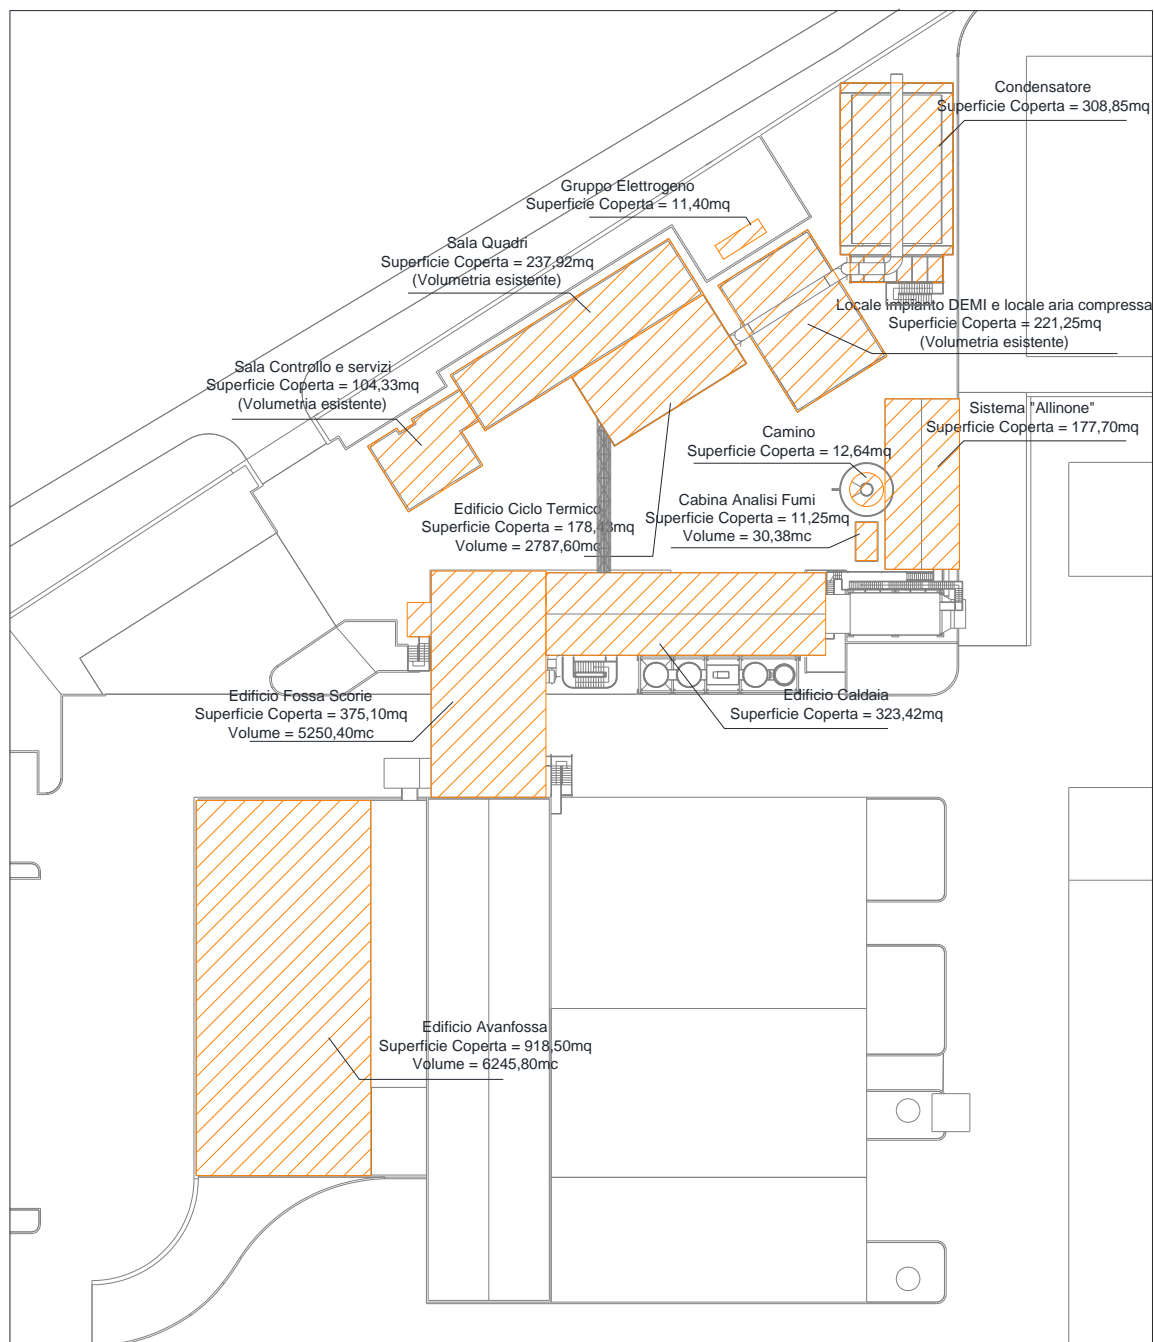 Condensatore
Superficie Coperta = 308,85mq
Gruppo Elettrogeno
Superficie Coperta = 11,40mq
Sala Quadri
Superficie Coperta = 237,92mq
(Volumetria esistente)
Locale impianto DEMI e locale aria compressa
Superficie Coperta = 221,25mq
(Volumetria esistente)
Sala Controllo e servizi
Superficie Coperta = 104,33mq
(Volumetria esistente)
Sistema "Allinone"
Superficie Coperta = 177,70mq
Camino
Superficie Coperta = 12,64mq
Cabina Analisi Fumi
Superficie Coperta = 11,25mq
Volume = 30,38mc
Edificio Ciclo Termico
Superficie Coperta = 178,43mq
Volume = 2787,60mc
Edificio Fossa Scorie
Superficie Coperta = 375,10mq
Volume = 5250,40mc
Edificio Caldaia
Superficie Coperta = 323,42mq
Edificio Avanfossa
Superficie Coperta = 918,50mq
Volume = 6245,80mc